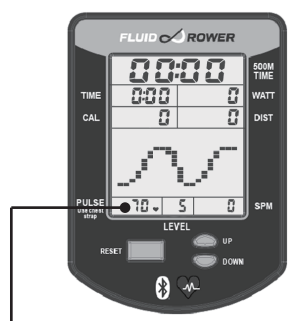 FLUID ROWER
00:00 500M TIME
TIME 0:00 0 WATT
CAL 0 0 DIST
PULSE Use chest strap 70 5 0 SPM
LEVEL
RESET UP
DOWN